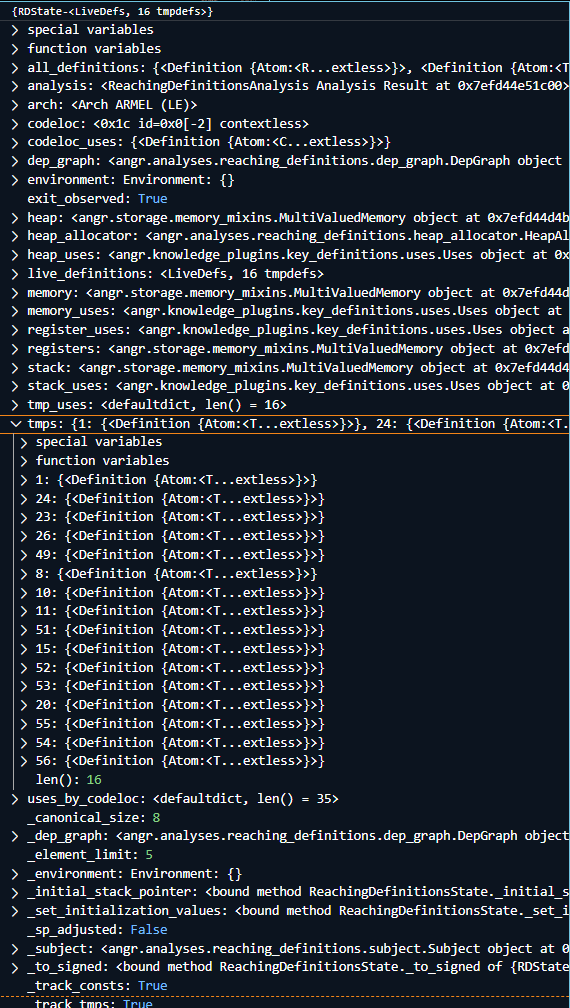 {RDState-<LiveDefs, 16 tmpdefs>}
> special variables
> function variables
> all_definitions: {<Definition {Atom:<R...extless>}>, <Definition {Atom:<T
> analysis: <ReachingDefinitionsAnalysis Analysis Result at 0x7efd44e51c00>
> arch: <Arch ARMEL (LE)>
> codeloc: <0x1c id=0x0[-2] contextless>
> codeloc_uses: {<Definition {Atom:<C...extless>}>}
> dep_graph: <angr.analyses.reaching_definitions.dep_graph.DepGraph object
> environment: Environment: {}
exit_observed: True
> heap: <angr.storage.memory_mixins.MultiValuedMemory object at 0x7efd44d4b
> heap_allocator: <angr.analyses.reaching_definitions.heap_allocator.HeapAl
> heap_uses: <angr.knowledge_plugins.key_definitions.uses.Uses object at 0x
> live_definitions: <LiveDefs, 16 tmpdefs>
> memory: <angr.storage.memory_mixins.MultiValuedMemory object at 0x7efd44d
> memory_uses: <angr.knowledge_plugins.key_definitions.uses.Uses object at
> register_uses: <angr.knowledge_plugins.key_definitions.uses.Uses object a
> registers: <angr.storage.memory_mixins.MultiValuedMemory object at 0x7efd
> stack: <angr.storage.memory_mixins.MultiValuedMemory object at 0x7efd44d4
> stack_uses: <angr.knowledge_plugins.key_definitions.uses.Uses object at 0
> tmp_uses: <defaultdict, len() = 16>
tmps: {1: {<Definition {Atom:<T...extless>}>}, 24: {<Definition {Atom:<T.
> special variables
> function variables
> 1: {<Definition {Atom:<T...extless>}>}
> 24: {<Definition {Atom:<T...extless>}>}
> 23: {<Definition {Atom:<T...extless>}>}
> 26: {<Definition {Atom:<T...extless>}>}
> 49: {<Definition {Atom:<T...extless>}>}
> 8: {<Definition {Atom:<T...extless>}>}
> 10: {<Definition {Atom:<T...extless>}>}
> 11: {<Definition {Atom:<T...extless>}>}
> 51: {<Definition {Atom:<T...extless>}>}
> 15: {<Definition {Atom:<T...extless>}>}
> 52: {<Definition {Atom:<T...extless>}>}
> 53: {<Definition {Atom:<T...extless>}>}
> 20: {<Definition {Atom:<T...extless>}>}
> 55: {<Definition {Atom:<T...extless>}>}
> 54: {<Definition {Atom:<T...extless>}>}
> 56: {<Definition {Atom:<T...extless>}>}
len(): 16
> uses_by_codeloc: <defaultdict, len() = 35>
_canonical_size: 8
> _dep_graph: <angr.analyses.reaching_definitions.dep_graph.DepGraph object
_element_limit: 5
> _environment: Environment: {}
> _initial_stack_pointer: <bound method ReachingDefinitionsState._initial_s
> _set_initialization_values: <bound method ReachingDefinitionsState._set_i
_sp_adjusted: False
> _subject: <angr.analyses.reaching_definitions.subject.Subject object at 0
> _to_signed: <bound method ReachingDefinitionsState._to_signed of {RDState
_track_consts: True
_track_tmps: True